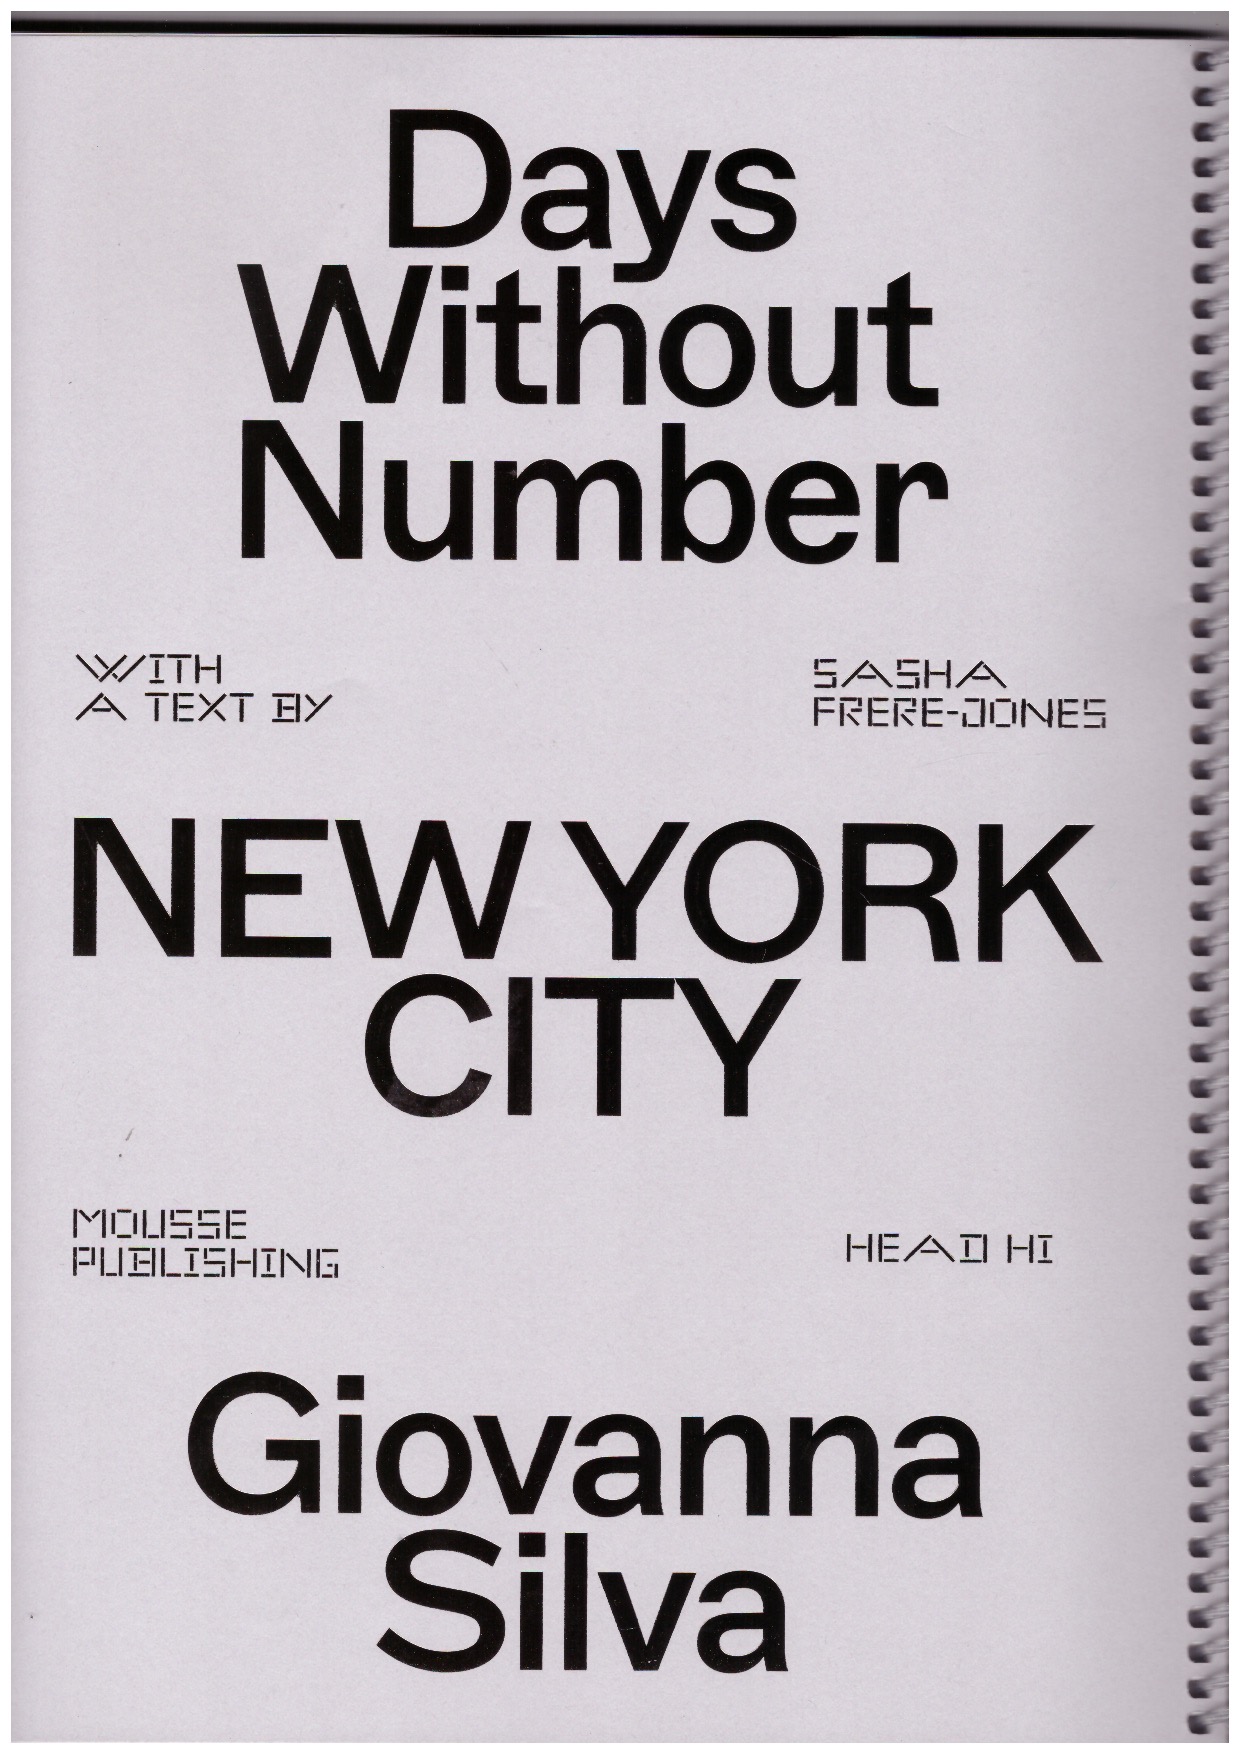 Days
Without
Number
WITH
A TEXT BY
SASHA
FRERE-JONES
NEW YORK
CITY
MOUSSE
PUBLISHING
HEAD HI
Giovanna
Silva